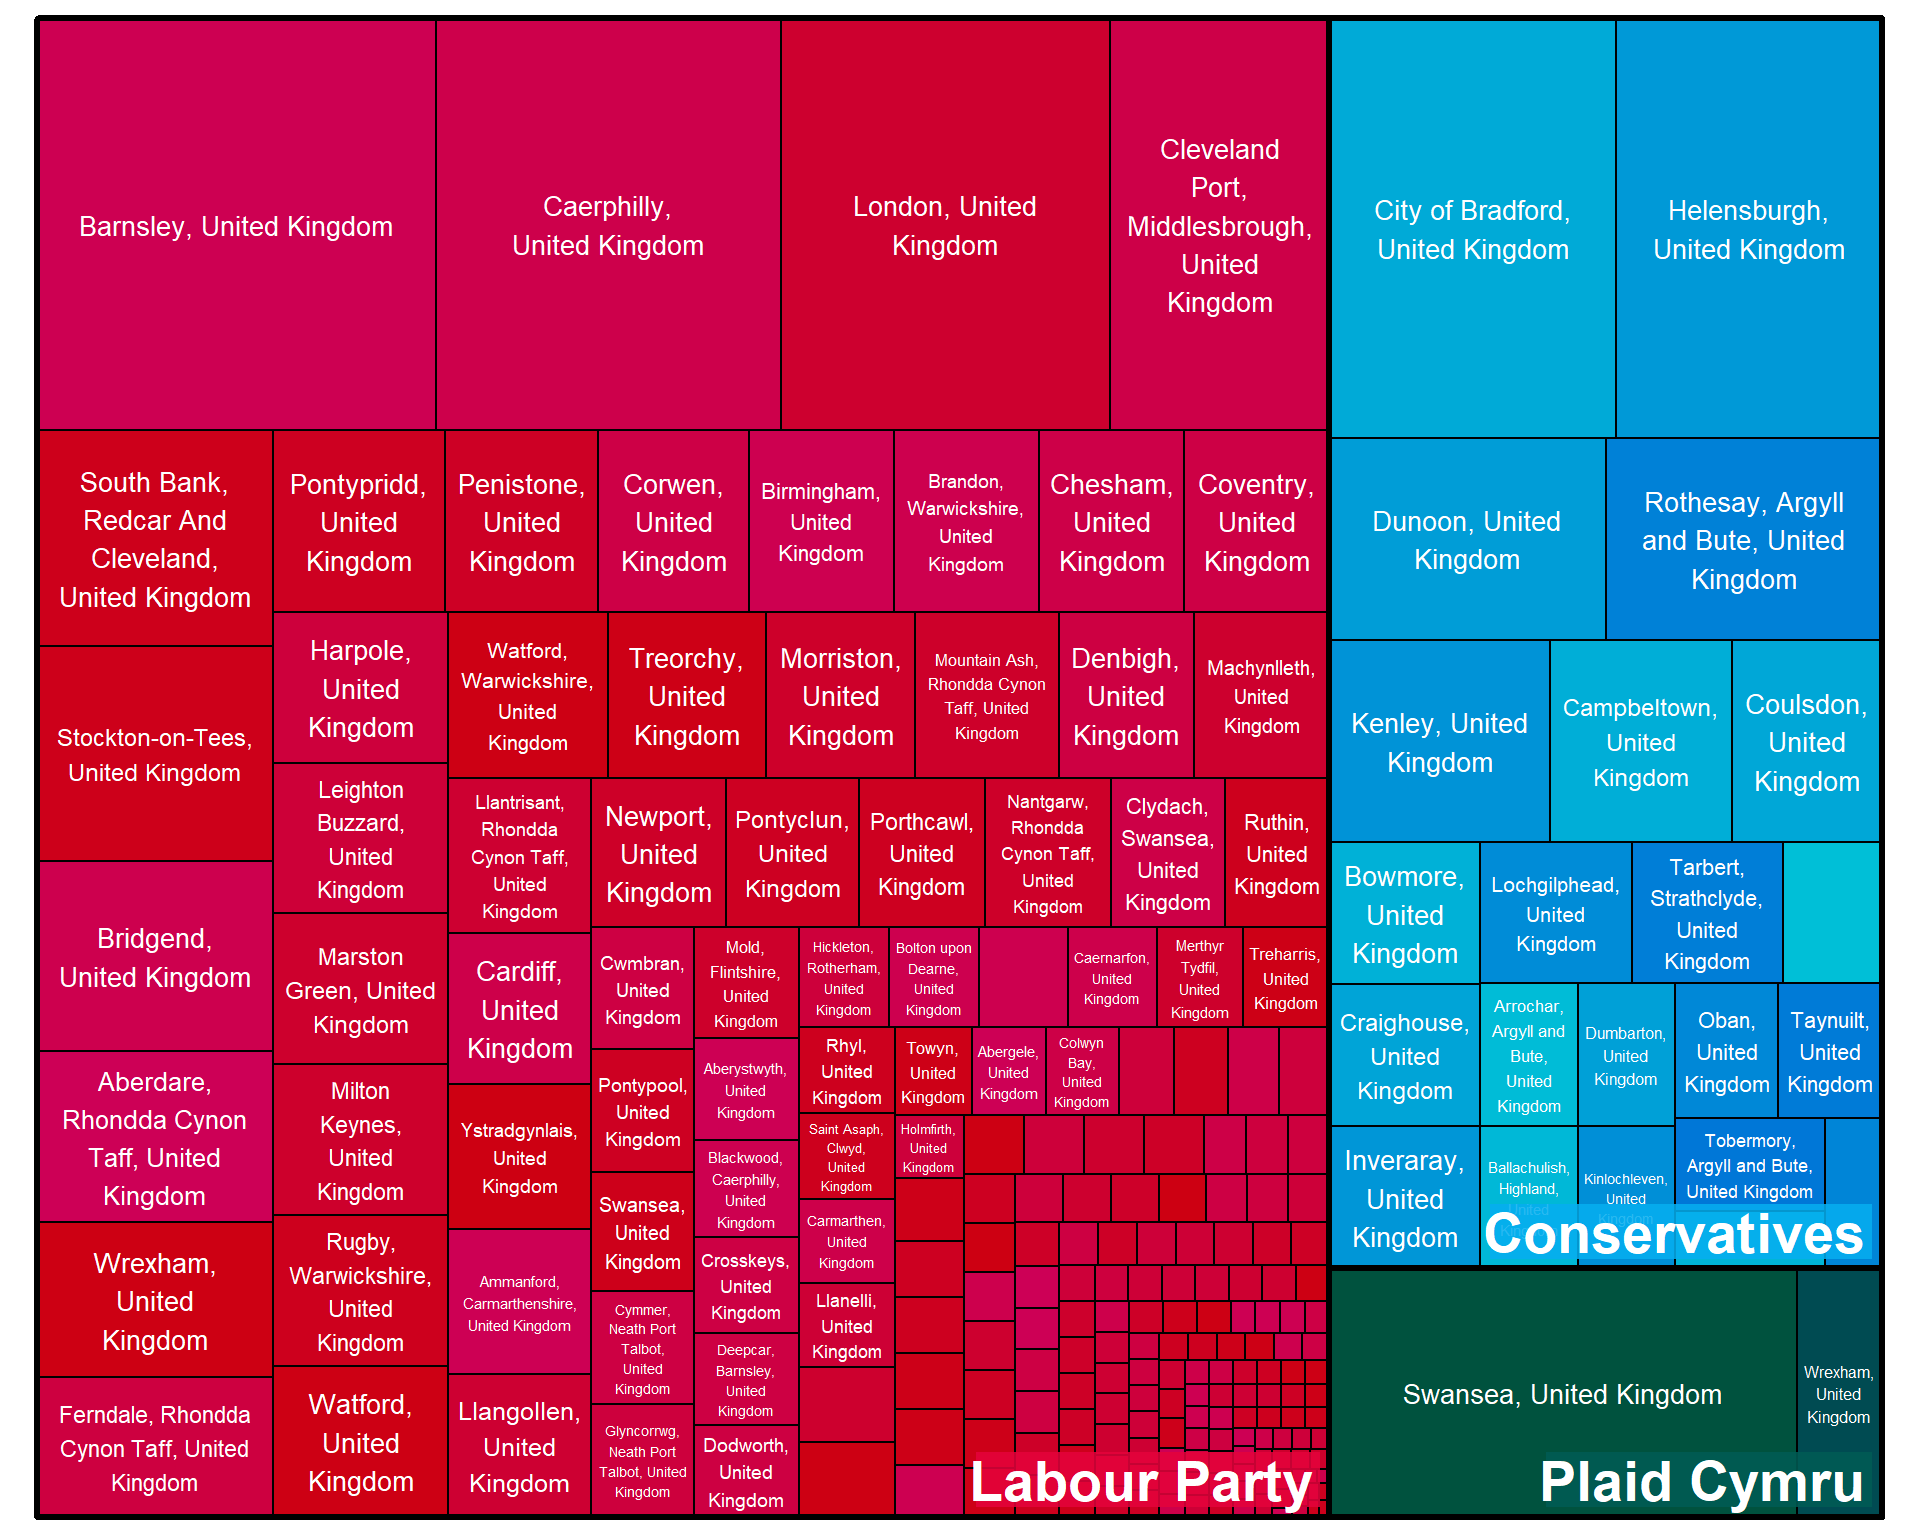 Barnsley, United Kingdom
Caerphilly,
United Kingdom
London, United
Kingdom
Cleveland
Port,
Middlesbrough,
United
Kingdom
City of Bradford,
United Kingdom
Helensburgh,
United Kingdom
South Bank,
Redcar And
Cleveland,
United Kingdom
Pontypridd,
United
Kingdom
Penistone,
United
Kingdom
Corwen,
United
Kingdom
Birmingham,
United
Kingdom
Brandon,
Warwickshire,
United
Kingdom
Chesham,
United
Kingdom
Coventry,
United
Kingdom
Dunoon, United
Kingdom
Rothesay, Argyll
and Bute, United
Kingdom
Stockton-on-Tees,
United Kingdom
Harpole,
United
Kingdom
Watford,
Warwickshire,
United
Kingdom
Treorchy,
United
Kingdom
Morriston,
United
Kingdom
Mountain Ash,
Rhondda Cynon
Taff, United
Kingdom
Denbigh,
United
Kingdom
Machynlleth,
United
Kingdom
Kenley, United
Kingdom
Campbeltown,
United
Kingdom
Coulsdon,
United
Kingdom
Leighton
Buzzard,
United
Kingdom
Llantrisant,
Rhondda
Cynon Taff,
United
Kingdom
Newport,
United
Kingdom
Pontyclun,
United
Kingdom
Porthcawl,
United
Kingdom
Nantgarw,
Rhondda
Cynon Taff,
United
Kingdom
Clydach,
Swansea,
United
Kingdom
Ruthin,
United
Kingdom
Bowmore,
United
Kingdom
Lochgilphead,
United
Kingdom
Tarbert,
Strathclyde,
United
Kingdom
Bridgend,
United Kingdom
Marston
Green, United
Kingdom
Cardiff,
United
Kingdom
Cwmbran,
United
Kingdom
Mold,
Flintshire,
United
Kingdom
Hickleton,
Rotherham,
United
Kingdom
Bolton upon
Dearne,
United
Kingdom
Caernarfon,
United
Kingdom
Merthyr
Tydfil,
United
Kingdom
Treharris,
United
Kingdom
Craighouse,
United
Kingdom
Arrochar,
Argyll and
Bute,
United
Kingdom
Dumbarton,
United
Kingdom
Oban,
United
Kingdom
Taynuilt,
United
Kingdom
Aberdare,
Rhondda Cynon
Taff, United
Kingdom
Milton
Keynes,
United
Kingdom
Ystradgynlais,
United
Kingdom
Pontypool,
United
Kingdom
Aberystwyth,
United
Kingdom
Rhyl,
United
Kingdom
Towyn,
United
Kingdom
Abergele,
United
Kingdom
Colwyn
Bay,
United
Kingdom
Saint Asaph,
Clwyd,
United
Kingdom
Holmfirth,
United
Kingdom
Inveraray,
United
Kingdom
Ballachulish,
Highland,
United
Kinlochleven,
United
Kingdom
Tobermory,
Argyll and Bute,
United Kingdom
Conservatives
Wrexham,
United
Kingdom
Rugby,
Warwickshire,
United
Kingdom
Ammanford,
Carmarthenshire,
United Kingdom
Swansea,
United
Kingdom
Blackwood,
Caerphilly,
United
Kingdom
Carmarthen,
United
Kingdom
Crosskeys,
United
Kingdom
Cymmer,
Neath Port
Talbot,
United
Kingdom
Llanelli,
United
Kingdom
Deepcar,
Barnsley,
United
Kingdom
Ferndale, Rhondda
Cynon Taff, United
Kingdom
Watford,
United
Kingdom
Llangollen,
United
Kingdom
Glyncorrwg,
Neath Port
Talbot, United
Kingdom
Dodworth,
United
Kingdom
Labour Party
Swansea, United Kingdom
Wrexham,
United
Kingdom
Plaid Cymru